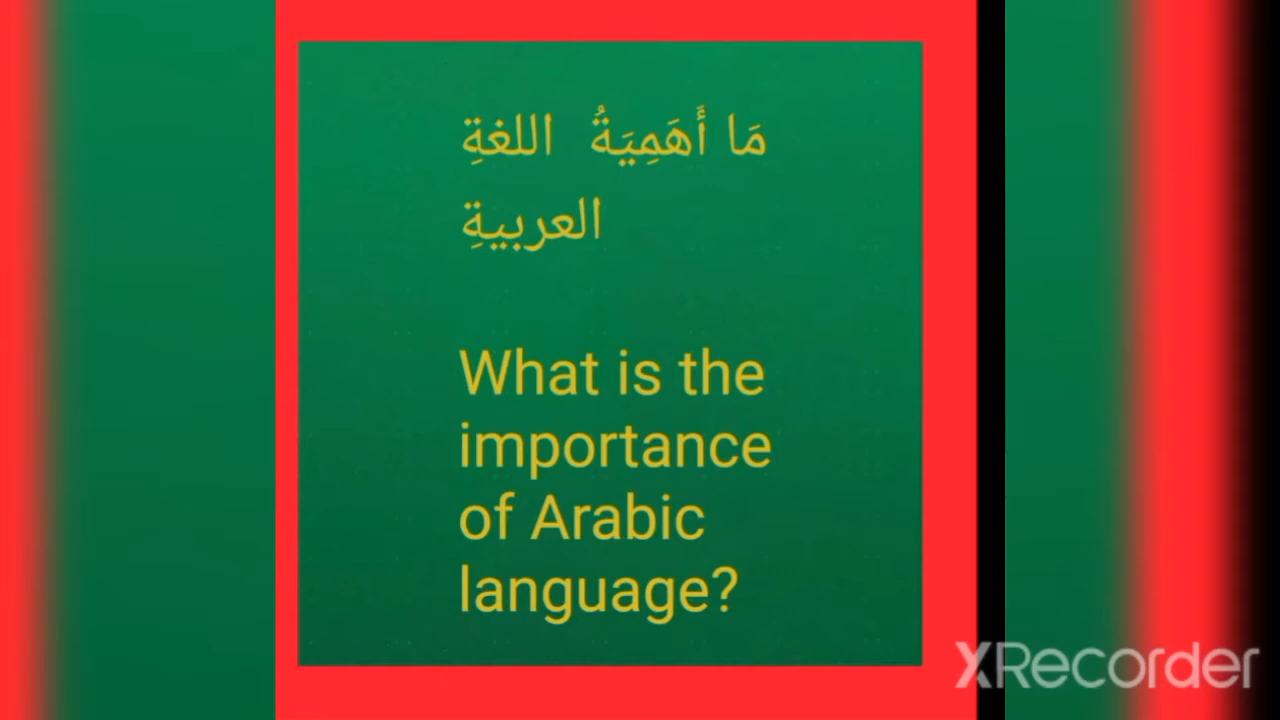 مَا أَهَمِيَةُ اللغةِ
العربيةِ
What is the
importance
of Arabic
language?
XRecorder